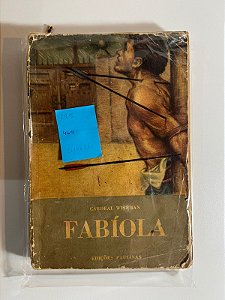 CARDEAL WISEMAN
FABÍOLA
EDIÇÕES PAULINAS